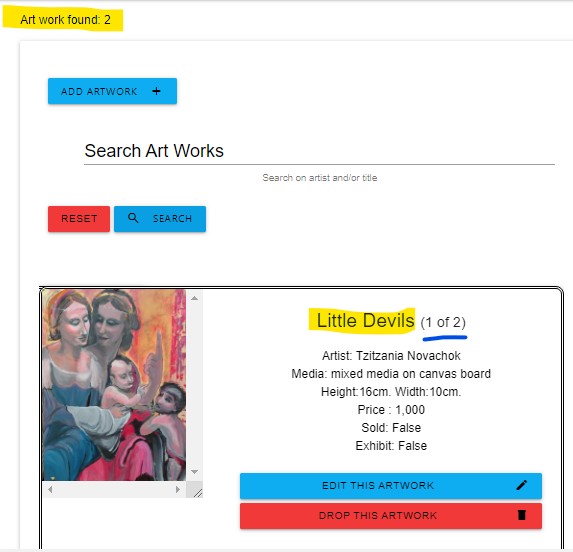 Art work found: 2
ADD ARTWORK +
Search Art Works
Search on artist and/or title
RESET
SEARCH
Little Devils (1 of 2)
Artist: Tzitzania Novachok
Media: mixed media on canvas board
Height:16cm. Width:10cm.
Price : 1,000
Sold: False
Exhibit: False
EDIT THIS ARTWORK
DROP THIS ARTWORK